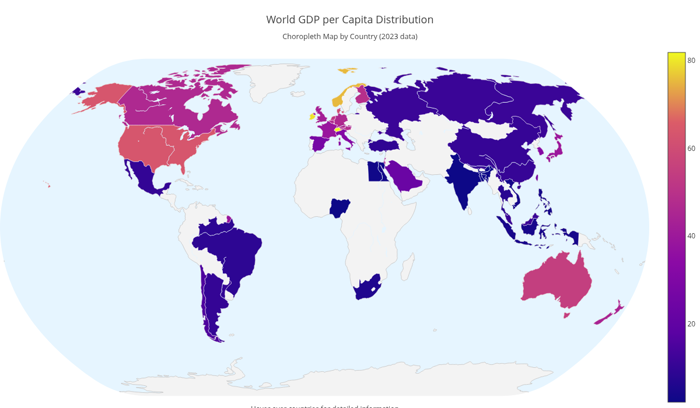 World GDP per Capita Distribution
Choropleth Map by Country (2023 data)
80
60
40
20
Hover over countries for detailed information